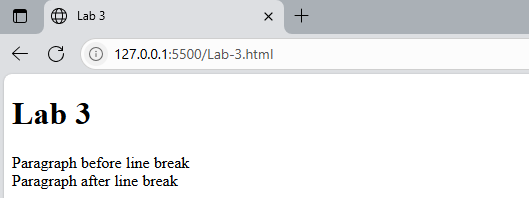 Lab 3
127.0.0.1:5500/Lab-3.html
Lab 3
Paragraph before line break
Paragraph after line break